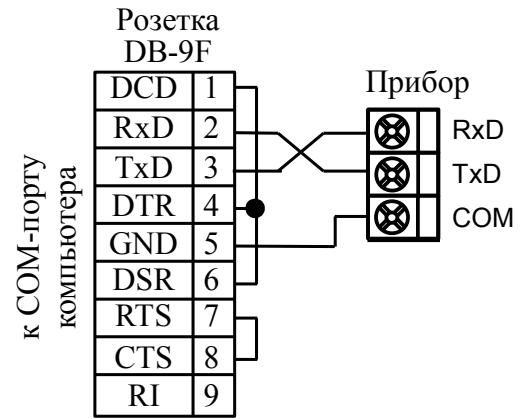 Розетка
DB-9F
DCD 1
RxD 2
TxD 3
DTR 4
GND 5
DSR 6
RTS 7
CTS 8
RI 9
к COM-порту
компьютера
Прибор
RxD
TxD
COM